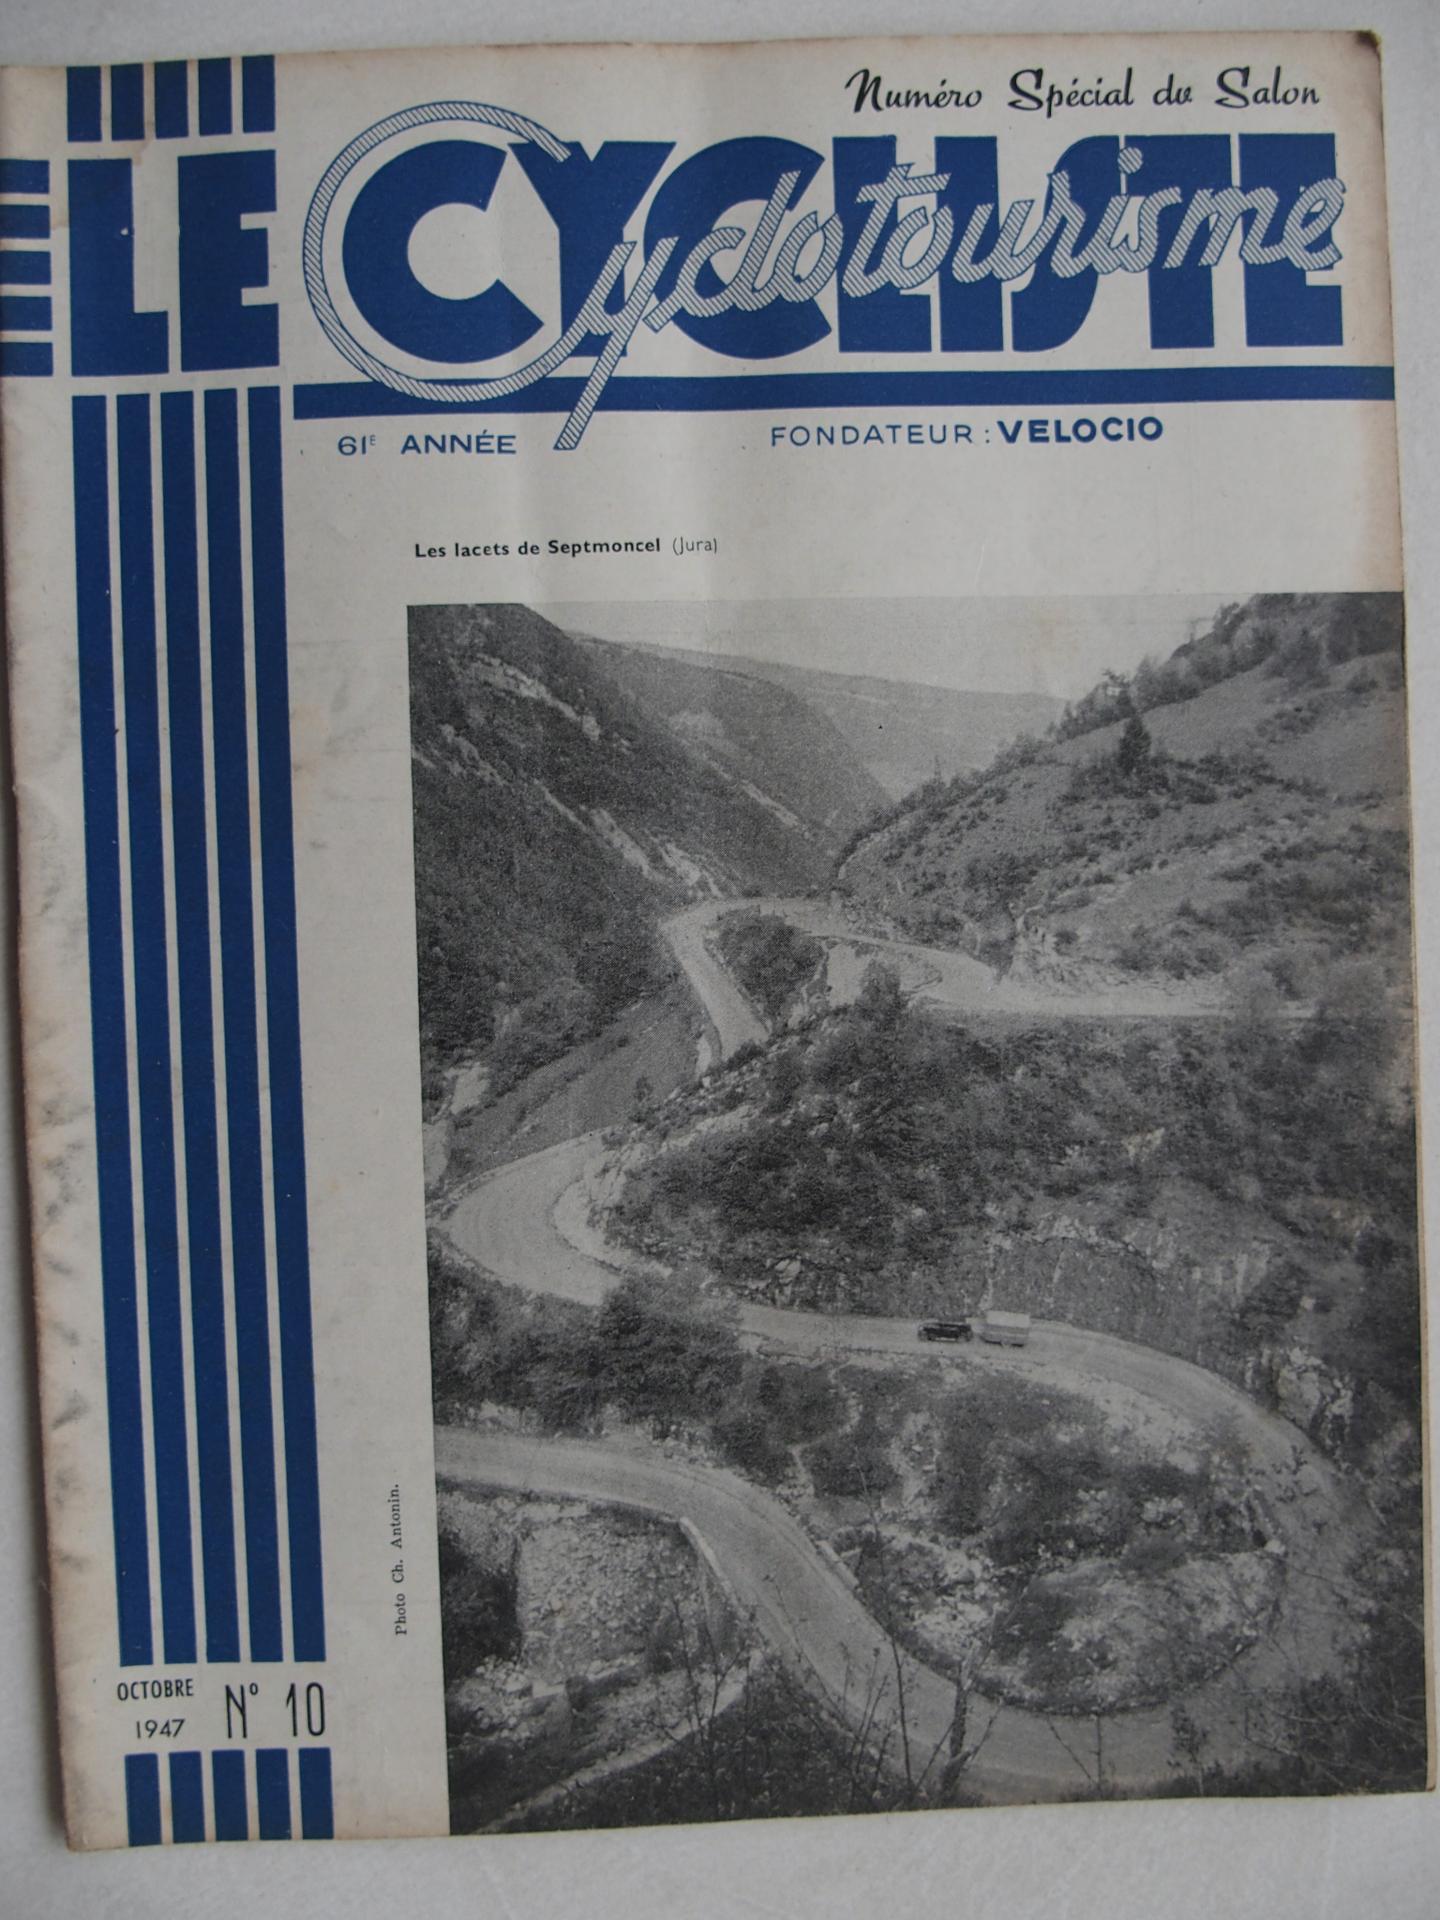 Numéro Spécial du Salon
LE CYCLISTE
Cyclotourisme
61E ANNÉE
FONDATEUR : VELOCIO
Les lacets de Septmoncel (Jura)
Photo Ch. Antonin.
OCTOBRE
1947
N° 10